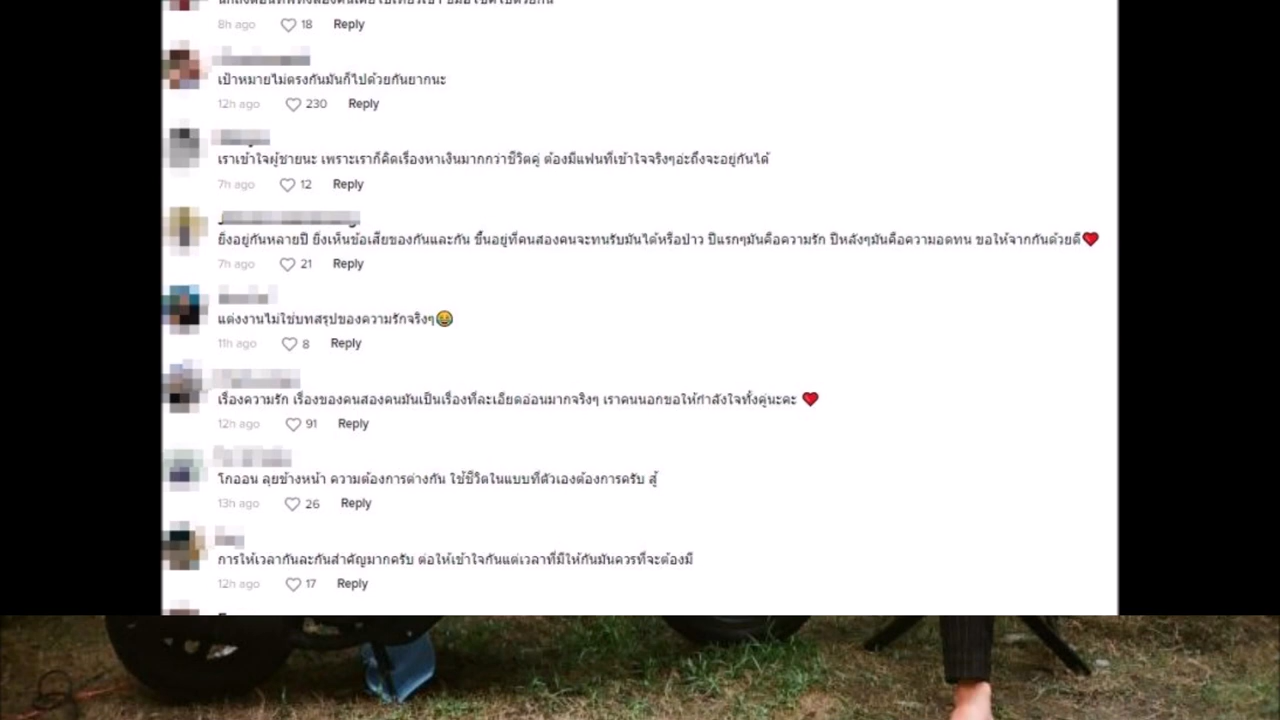 8h ago 18 Reply
เป้าหมายไม่ตรงกันมันก็ไปด้วยกันยากนะ
12h ago 230 Reply
เราเข้าใจผู้ชายนะ เพราะเราก็คิดเรื่องหาเงินมากกว่าชีวิตคู่ ต้องมีแฟนที่เข้าใจจริงๆอ่ะถึงจะอยู่กันได้
7h ago 12 Reply
ยิ่งอยู่กันหลายปี ยิ่งเห็นข้อเสียของกันและกัน ขึ้นอยู่ที่คนสองคนจะทนรับมันได้หรือป่าว ปีแรกๆมันคือความรัก ปีหลังๆมันคือความอดทน ขอให้จากกันด้วยดี❤️
7h ago 21 Reply
แต่งงานไม่ใช่บทสรุปของความรักจริงๆ😂
11h ago 8 Reply
เรื่องความรัก เรื่องของคนสองคนมันเป็นเรื่องที่ละเอียดอ่อนมากจริงๆ เราคนนอกขอให้กำลังใจทั้งคู่นะคะ ❤️
12h ago 91 Reply
โกออน ลุยข้างหน้า ความต้องการต่างกัน ใช้ชีวิตในแบบที่ตัวเองต้องการครับ สู้
13h ago 26 Reply
การให้เวลากันละกันสำคัญมากครับ ต่อให้เข้าใจกันแต่เวลาที่มีให้กันมันควรที่จะต้องมี
12h ago 17 Reply